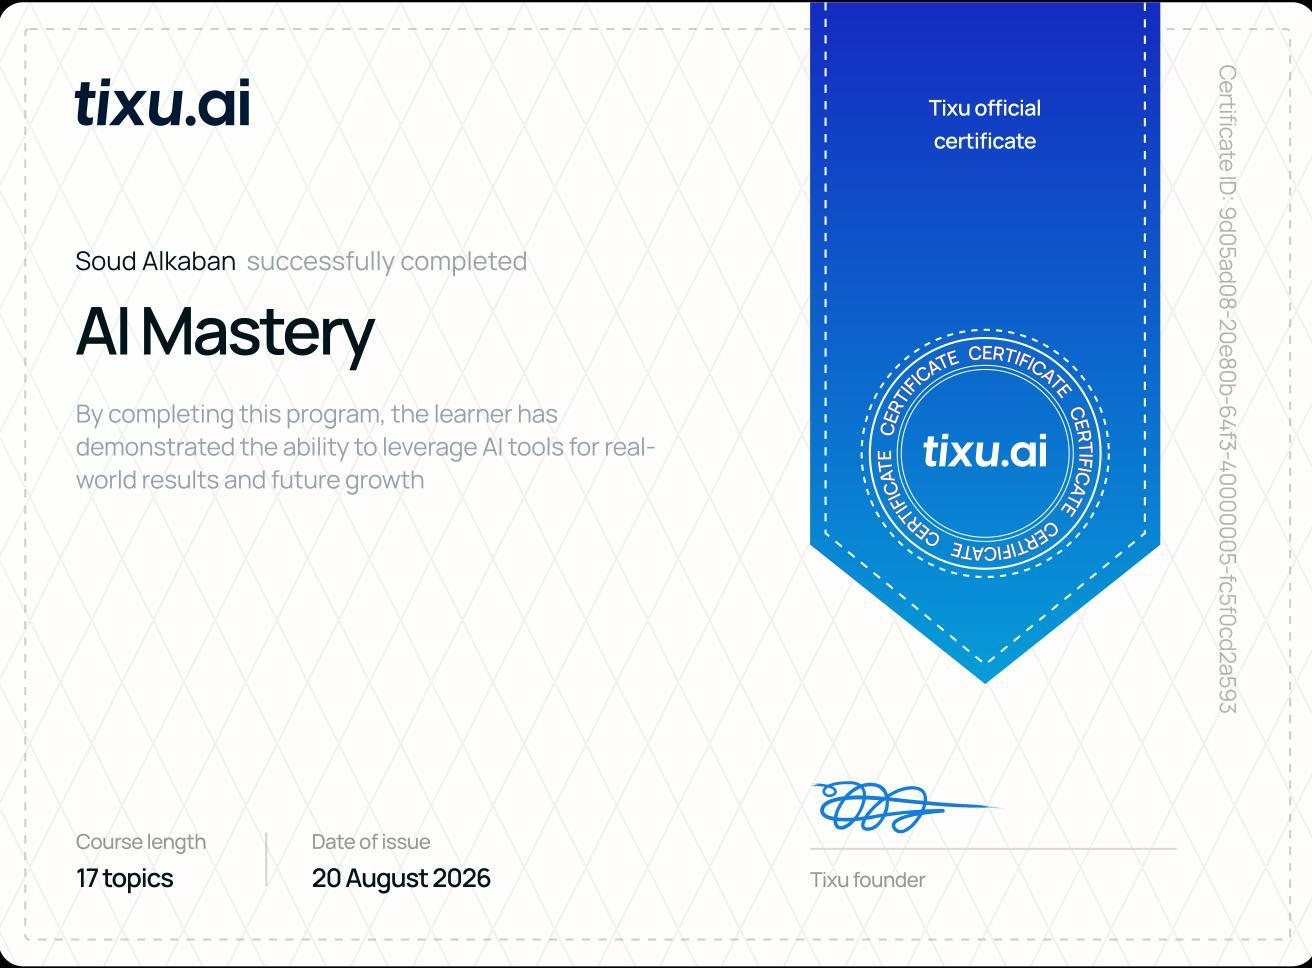 tixu.ai
Tixu official
certificate
Soud Alkaban successfully completed
AI Mastery
By completing this program, the learner has
demonstrated the ability to leverage AI tools for real-
world results and future growth
CERTIFICATE CERTIFICATE CERTIFICATE CERTIFICATE CERTIFICATE CERTIFICATE
tixu.ai
Certificate ID: 9d05ad08-20e80b-64f3-40000005-fc5f0cd2a593
Course length
17 topics
Date of issue
20 August 2026
Tixu founder